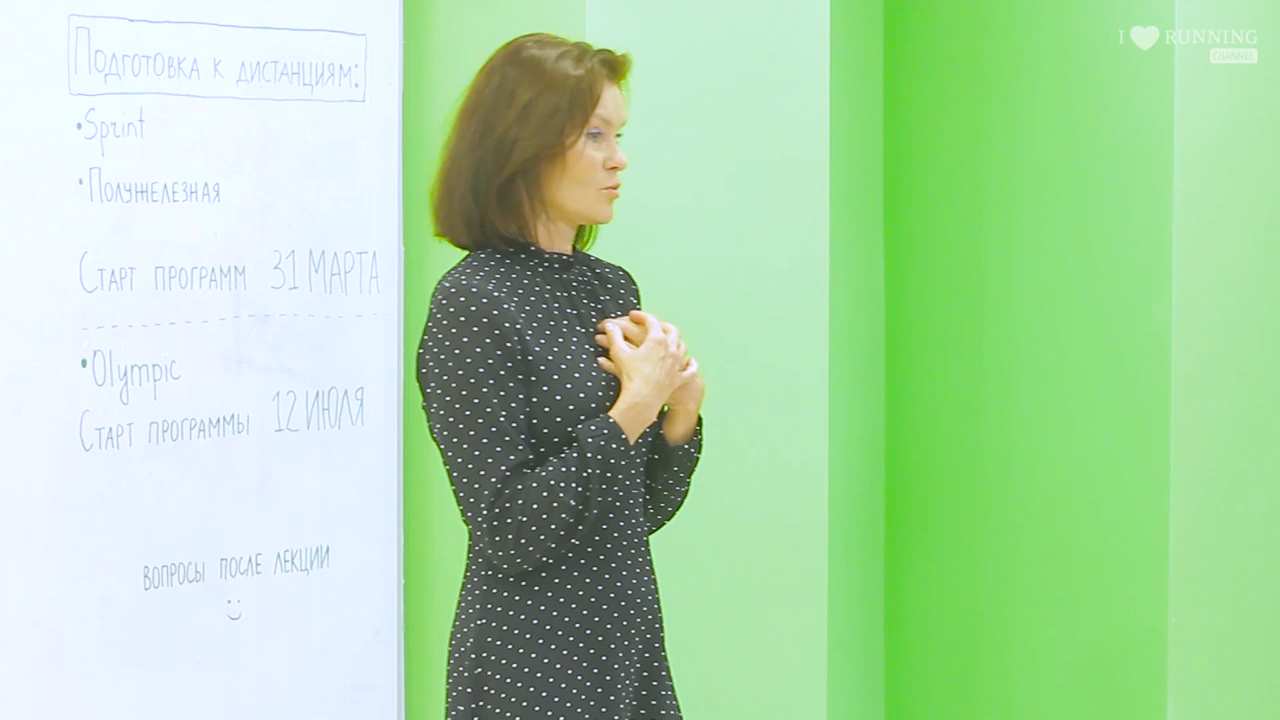 Подготовка к дистанциям:
•Sprint
•Полужелезная
Старт программ 31 МАРТА
•Olympic
Старт программы 12 ИЮЛЯ
ВОПРОСЫ ПОСЛЕ ЛЕКЦИИ
I RUNNING
CHANNEL